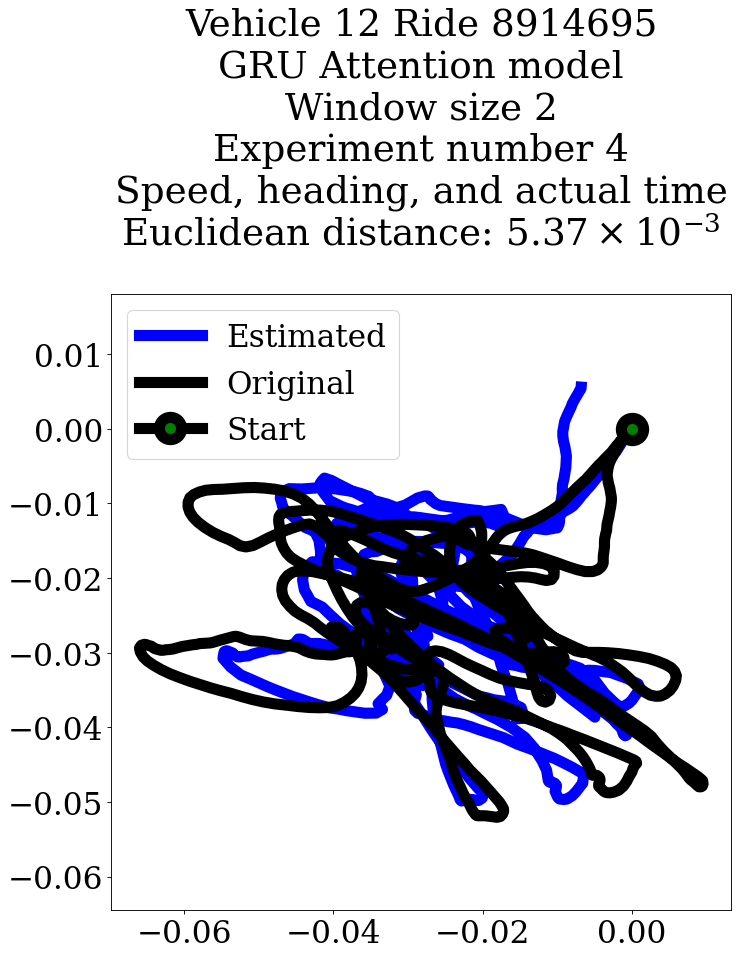 Vehicle 12 Ride 8914695
GRU Attention model
Window size 2
Experiment number 4
Speed, heading, and actual time
Euclidean distance: 5.37 × 10⁻³
Estimated
Original
Start
0.01
0.00
−0.01
−0.02
−0.03
−0.04
−0.05
−0.06
−0.06 −0.04 −0.02 0.00